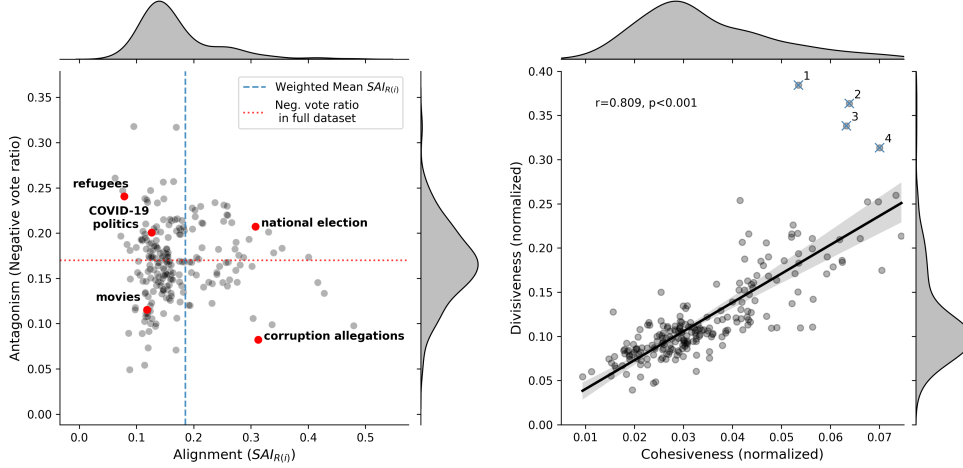 Weighted Mean SAI_{R(i)}
Neg. vote ratio
in full dataset
refugees
COVID-19
politics
national election
movies
corruption allegations
0.35
0.30
0.25
0.20
0.15
0.10
0.05
0.00
0.0 0.1 0.2 0.3 0.4 0.5
Antagonism (Negative vote ratio)
Alignment (SAI_{R(i)})
r=0.809, p<0.001
1
2
3
4
0.40
0.35
0.30
0.25
0.20
0.15
0.10
0.05
0.00
0.01 0.02 0.03 0.04 0.05 0.06 0.07
Divisiveness (normalized)
Cohesiveness (normalized)